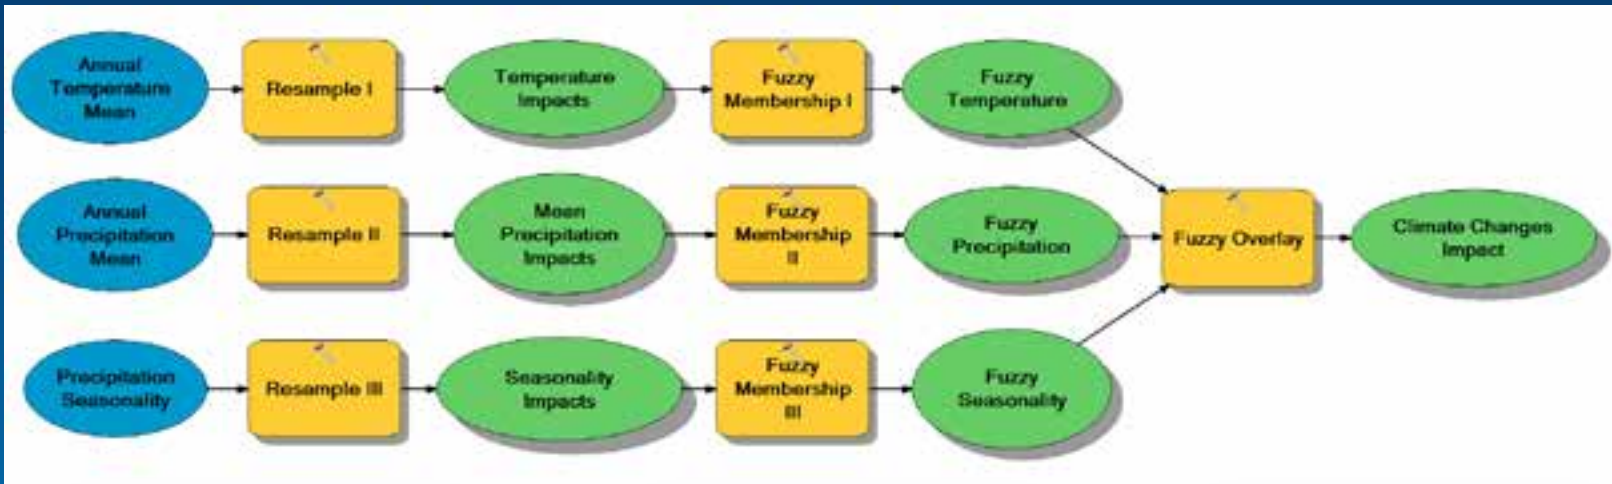 Annual
Temperature
Mean
Resample I
Temperature
Impacts
Fuzzy
Membership I
Fuzzy
Temperature
Annual
Precipitation
Mean
Resample II
Mean
Precipitation
Impacts
Fuzzy
Membership
II
Fuzzy
Precipitation
Fuzzy Overlay
Climate Changes
Impact
Precipitation
Seasonality
Resample III
Seasonality
Impacts
Fuzzy
Membership
III
Fuzzy
Seasonality